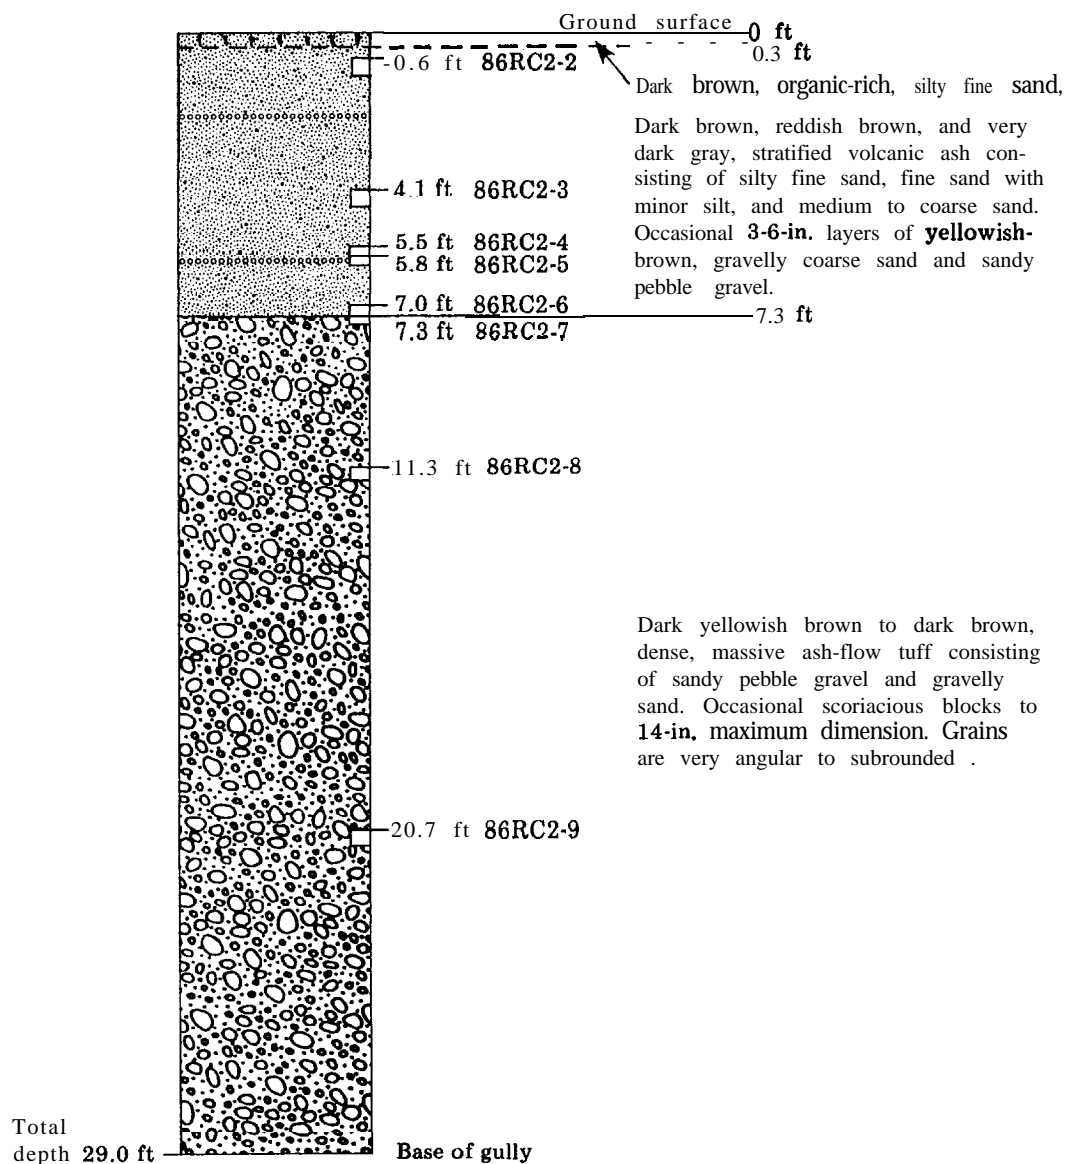 Ground surface
0 ft
0.3 ft
-0.6 ft 86RC2-2
Dark brown, organic-rich, silty fine sand,
Dark brown, reddish brown, and very
dark gray, stratified volcanic ash con-
sisting of silty fine sand, fine sand with
minor silt, and medium to coarse sand.
Occasional 3-6-in. layers of yellowish-
brown, gravelly coarse sand and sandy
pebble gravel.
4.1 ft 86RC2-3
5.5 ft 86RC2-4
5.8 ft 86RC2-5
7.0 ft 86RC2-6
7.3 ft
7.3 ft 86RC2-7
11.3 ft 86RC2-8
Dark yellowish brown to dark brown,
dense, massive ash-flow tuff consisting
of sandy pebble gravel and gravelly
sand. Occasional scoriacious blocks to
14-in. maximum dimension. Grains
are very angular to subrounded .
20.7 ft 86RC2-9
Total
depth 29.0 ft
Base of gully